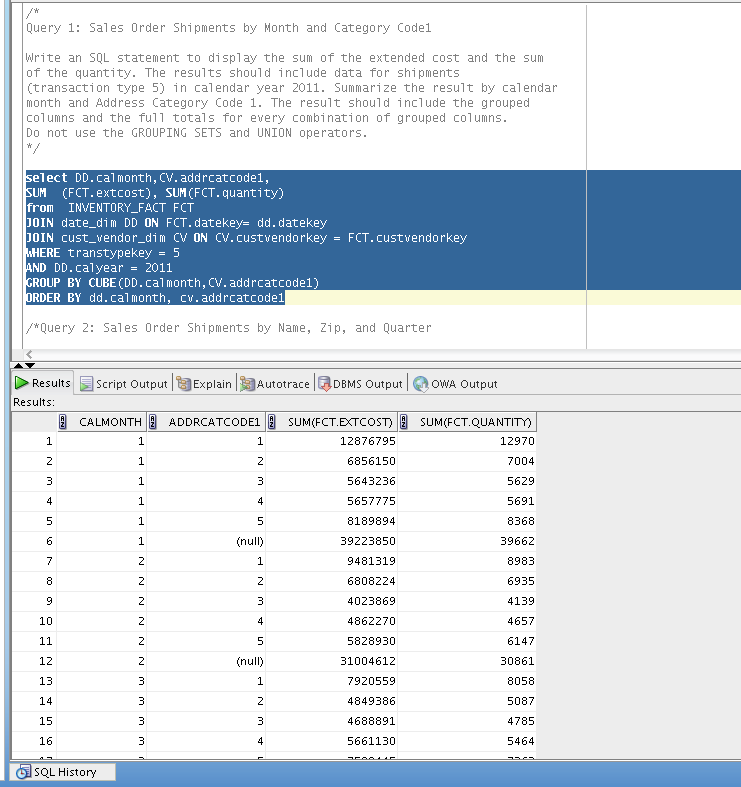 /*
Query 1: Sales Order Shipments by Month and Category Code1
Write an SQL statement to display the sum of the extended cost and the sum
of the quantity. The results should include data for shipments
(transaction type 5) in calendar year 2011. Summarize the result by calendar
month and Address Category Code 1. The result should include the grouped
columns and the full totals for every combination of grouped columns.
Do not use the GROUPING SETS and UNION operators.
*/
select DD.calmonth,CV.addrcatcode1,
SUM  (FCT.extcost), SUM(FCT.quantity)
from  INVENTORY_FACT FCT
JOIN date_dim DD ON FCT.datekey= dd.datekey
JOIN cust_vendor_dim CV ON CV.custvendorkey = FCT.custvendorkey
WHERE transtypekey = 5
AND DD.calyear = 2011
GROUP BY CUBE(DD.calmonth,CV.addrcatcode1)
ORDER BY dd.calmonth, cv.addrcatcode1
/*Query 2: Sales Order Shipments by Name, Zip, and Quarter
Results Script Output Explain Autotrace DBMS Output OWA Output
Results:
CALMONTH ADDRCATCODE1 SUM(FCT.EXTCOST) SUM(FCT.QUANTITY)
1 1 1 12876795 12970
2 1 2 6856150 7004
3 1 3 5643236 5629
4 1 4 5657775 5691
5 1 5 8189894 8368
6 1 (null) 39223850 39662
7 2 1 9481319 8983
8 2 2 6808224 6935
9 2 3 4023869 4139
10 2 4 4862270 4657
11 2 5 5828930 6147
12 2 (null) 31004612 30861
13 3 1 7920559 8058
14 3 2 4849386 5087
15 3 3 4688891 4785
16 3 4 5661130 5464
SQL History